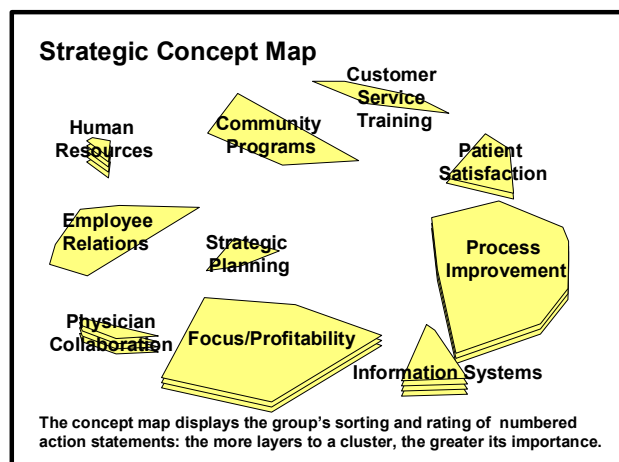 Strategic Concept Map
Customer
Service
Training
Human
Resources
Community
Programs
Patient
Satisfaction
Employee
Relations
Strategic
Planning
Process
Improvement
Physician
Collaboration
Focus/Profitability
Information Systems
The concept map displays the group's sorting and rating of numbered
action statements: the more layers to a cluster, the greater its importance.